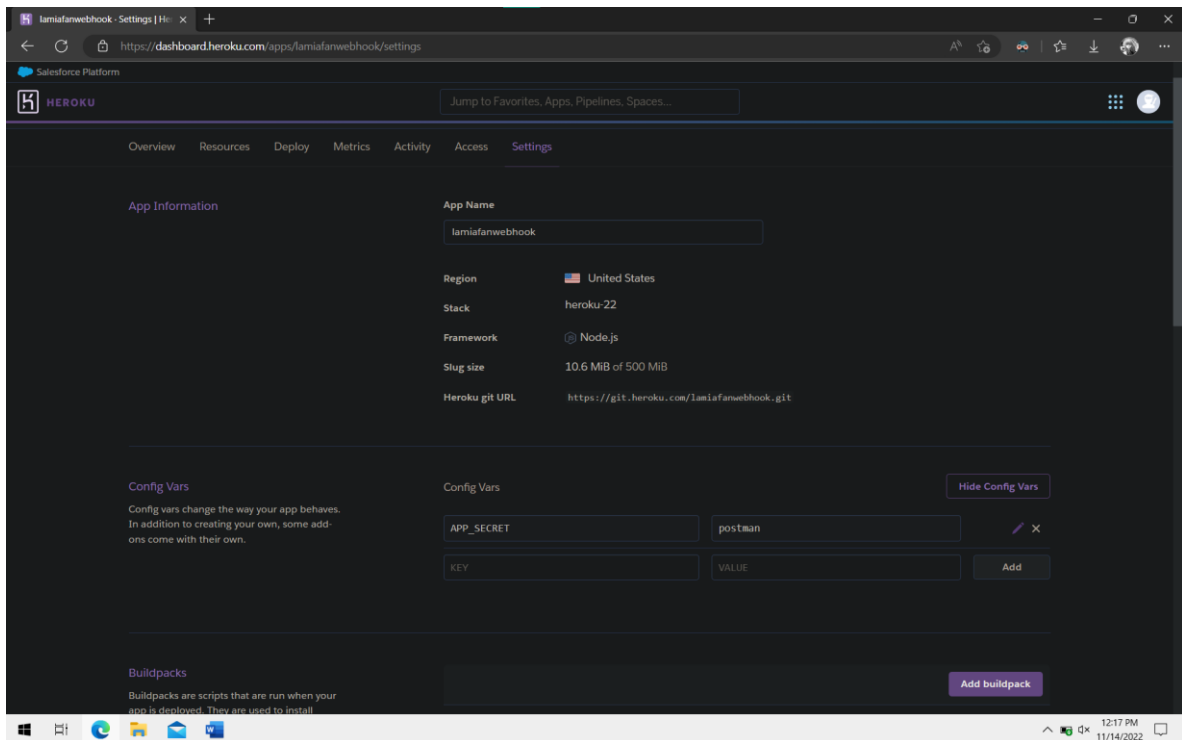 lamiafanwebhook · Settings | He
https://dashboard.heroku.com/apps/lamiafanwebhook/settings
Salesforce Platform
HEROKU
Jump to Favorites, Apps, Pipelines, Spaces...
Overview Resources Deploy Metrics Activity Access Settings
App Information
App Name
lamiafanwebhook
Region United States
Stack heroku-22
Framework Node.js
Slug size 10.6 MiB of 500 MiB
Heroku git URL https://git.heroku.com/lamiafanwebhook.git
Config Vars
Config vars change the way your app behaves.
In addition to creating your own, some add-
ons come with their own.
Config Vars
Hide Config Vars
APP_SECRET postman
KEY VALUE Add
Buildpacks
Buildpacks are scripts that are run when your
app is deployed. They are used to install
Add buildpack
12:17 PM
11/14/2022